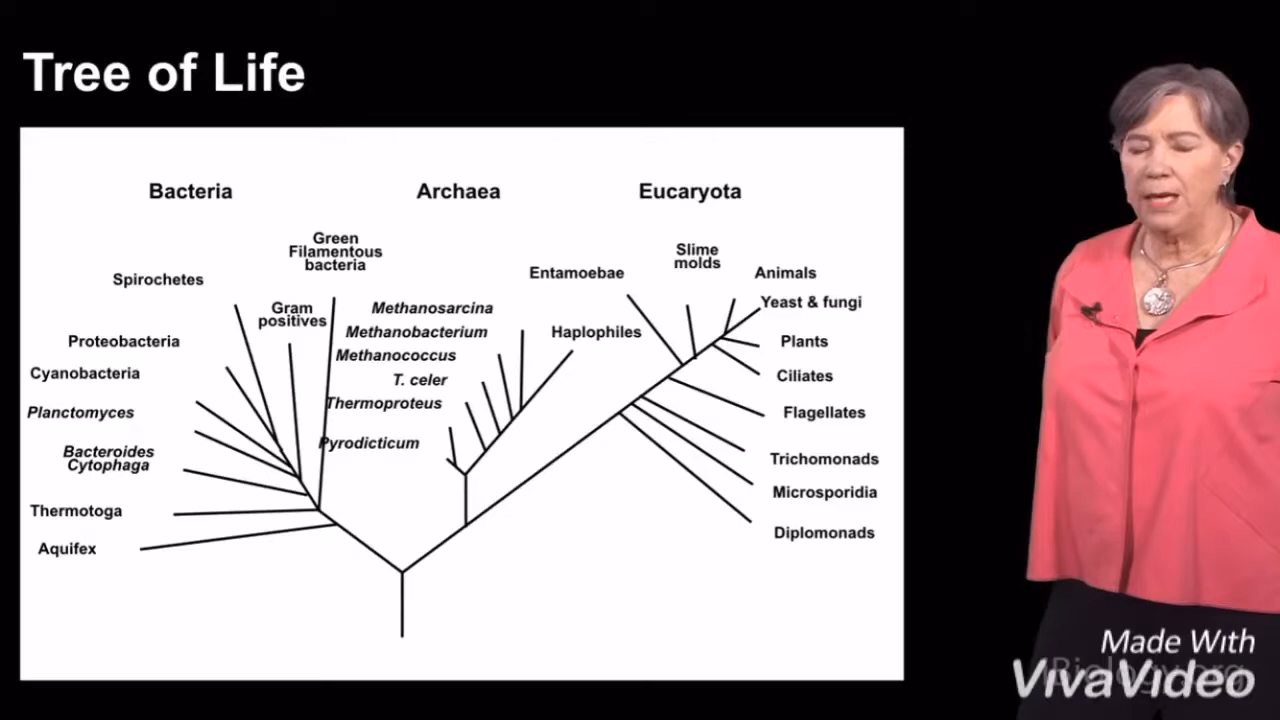 Tree of Life
Bacteria
Archaea
Eucaryota
Green
Filamentous
bacteria
Spirochetes
Gram
positives
Proteobacteria
Cyanobacteria
Planctomyces
Bacteroides
Cytophaga
Thermotoga
Aquifex
Methanosarcina
Methanobacterium
Methanococcus
T. celer
Thermoproteus
Pyrodicticum
Haplophiles
Entamoebae
Slime
molds
Animals
Yeast & fungi
Plants
Ciliates
Flagellates
Trichomonads
Microsporidia
Diplomonads
Made With
VivaVideo
iBiology.org